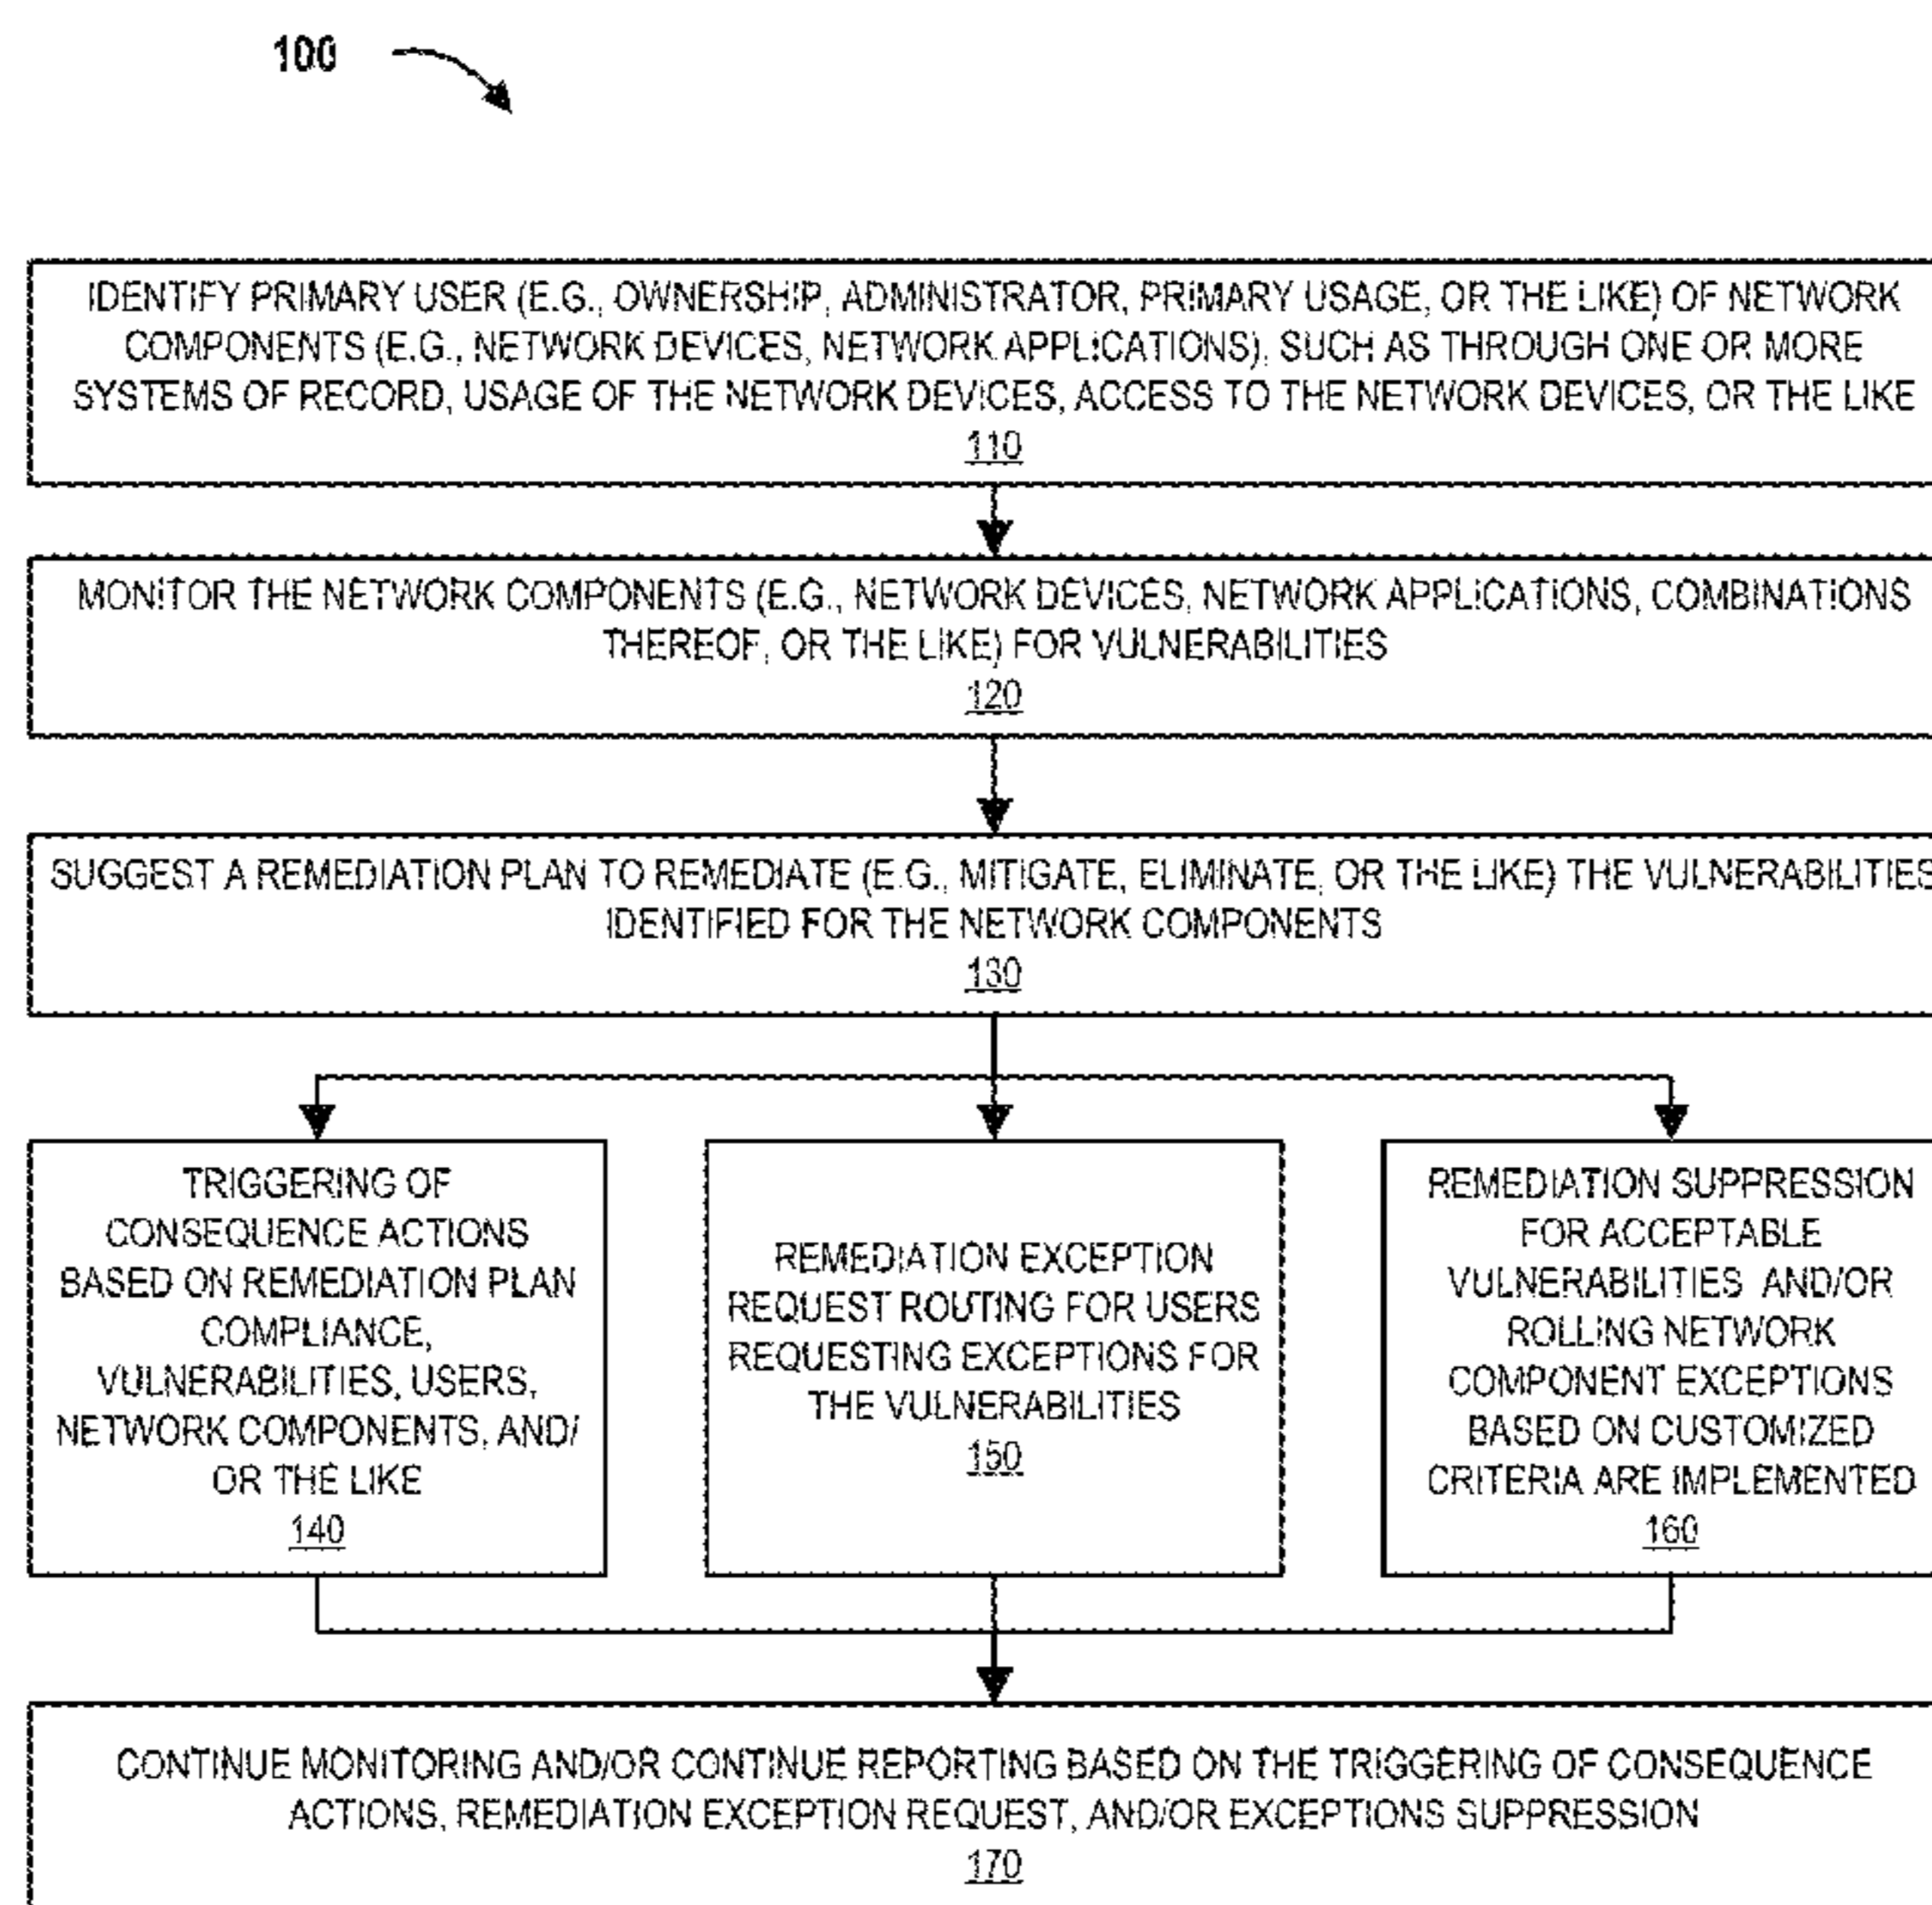 100
IDENTIFY PRIMARY USER (E.G., OWNERSHIP, ADMINISTRATOR, PRIMARY USAGE, OR THE LIKE) OF NETWORK
COMPONENTS (E.G., NETWORK DEVICES, NETWORK APPLICATIONS), SUCH AS THROUGH ONE OR MORE
SYSTEMS OF RECORD, USAGE OF THE NETWORK DEVICES, ACCESS TO THE NETWORK DEVICES, OR THE LIKE
110
MONITOR THE NETWORK COMPONENTS (E.G., NETWORK DEVICES, NETWORK APPLICATIONS, COMBINATIONS
THEREOF, OR THE LIKE) FOR VULNERABILITIES
120
SUGGEST A REMEDIATION PLAN TO REMEDIATE (E.G., MITIGATE, ELIMINATE, OR THE LIKE) THE VULNERABILITIES
IDENTIFIED FOR THE NETWORK COMPONENTS
130
TRIGGERING OF
CONSEQUENCE ACTIONS
BASED ON REMEDIATION PLAN
COMPLIANCE,
VULNERABILITIES, USERS,
NETWORK COMPONENTS, AND/
OR THE LIKE
140
REMEDIATION EXCEPTION
REQUEST ROUTING FOR USERS
REQUESTING EXCEPTIONS FOR
THE VULNERABILITIES
150
REMEDIATION SUPPRESSION
FOR ACCEPTABLE
VULNERABILITIES AND/OR
ROLLING NETWORK
COMPONENT EXCEPTIONS
BASED ON CUSTOMIZED
CRITERIA ARE IMPLEMENTED
160
CONTINUE MONITORING AND/OR CONTINUE REPORTING BASED ON THE TRIGGERING OF CONSEQUENCE
ACTIONS, REMEDIATION EXCEPTION REQUEST, AND/OR EXCEPTIONS SUPPRESSION
170